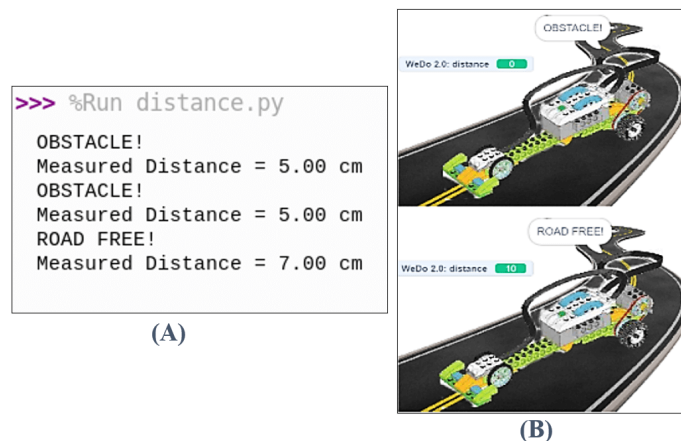 >>> %Run distance.py
OBSTACLE!
Measured Distance = 5.00 cm
OBSTACLE!
Measured Distance = 5.00 cm
ROAD FREE!
Measured Distance = 7.00 cm
(A)
OBSTACLE!
WeDo 2.0: distance 0
ROAD FREE!
WeDo 2.0: distance 10
(B)